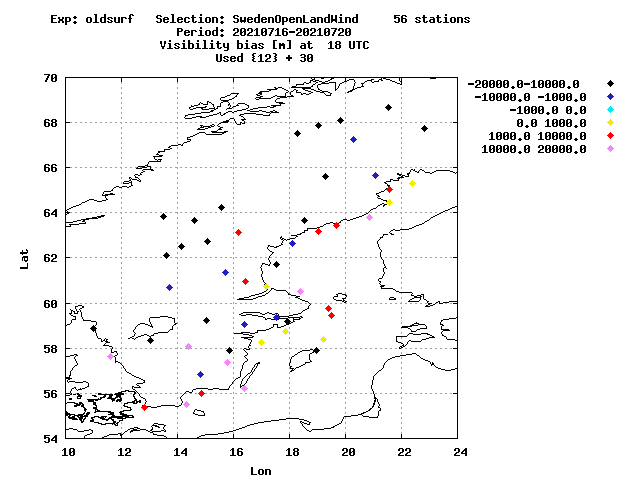 Exp: oldsurf   Selection: SwedenOpenLandWind     56 stations
Period: 20210716-20210720
Visibility bias [m] at  18 UTC
Used {12} + 30
-20000.0-10000.0
-10000.0 -1000.0
-1000.0 0.0
0.0 1000.0
1000.0 10000.0
10000.0 20000.0
70
68
66
64
62
60
58
56
54
Lat
10 12 14 16 18 20 22 24
Lon